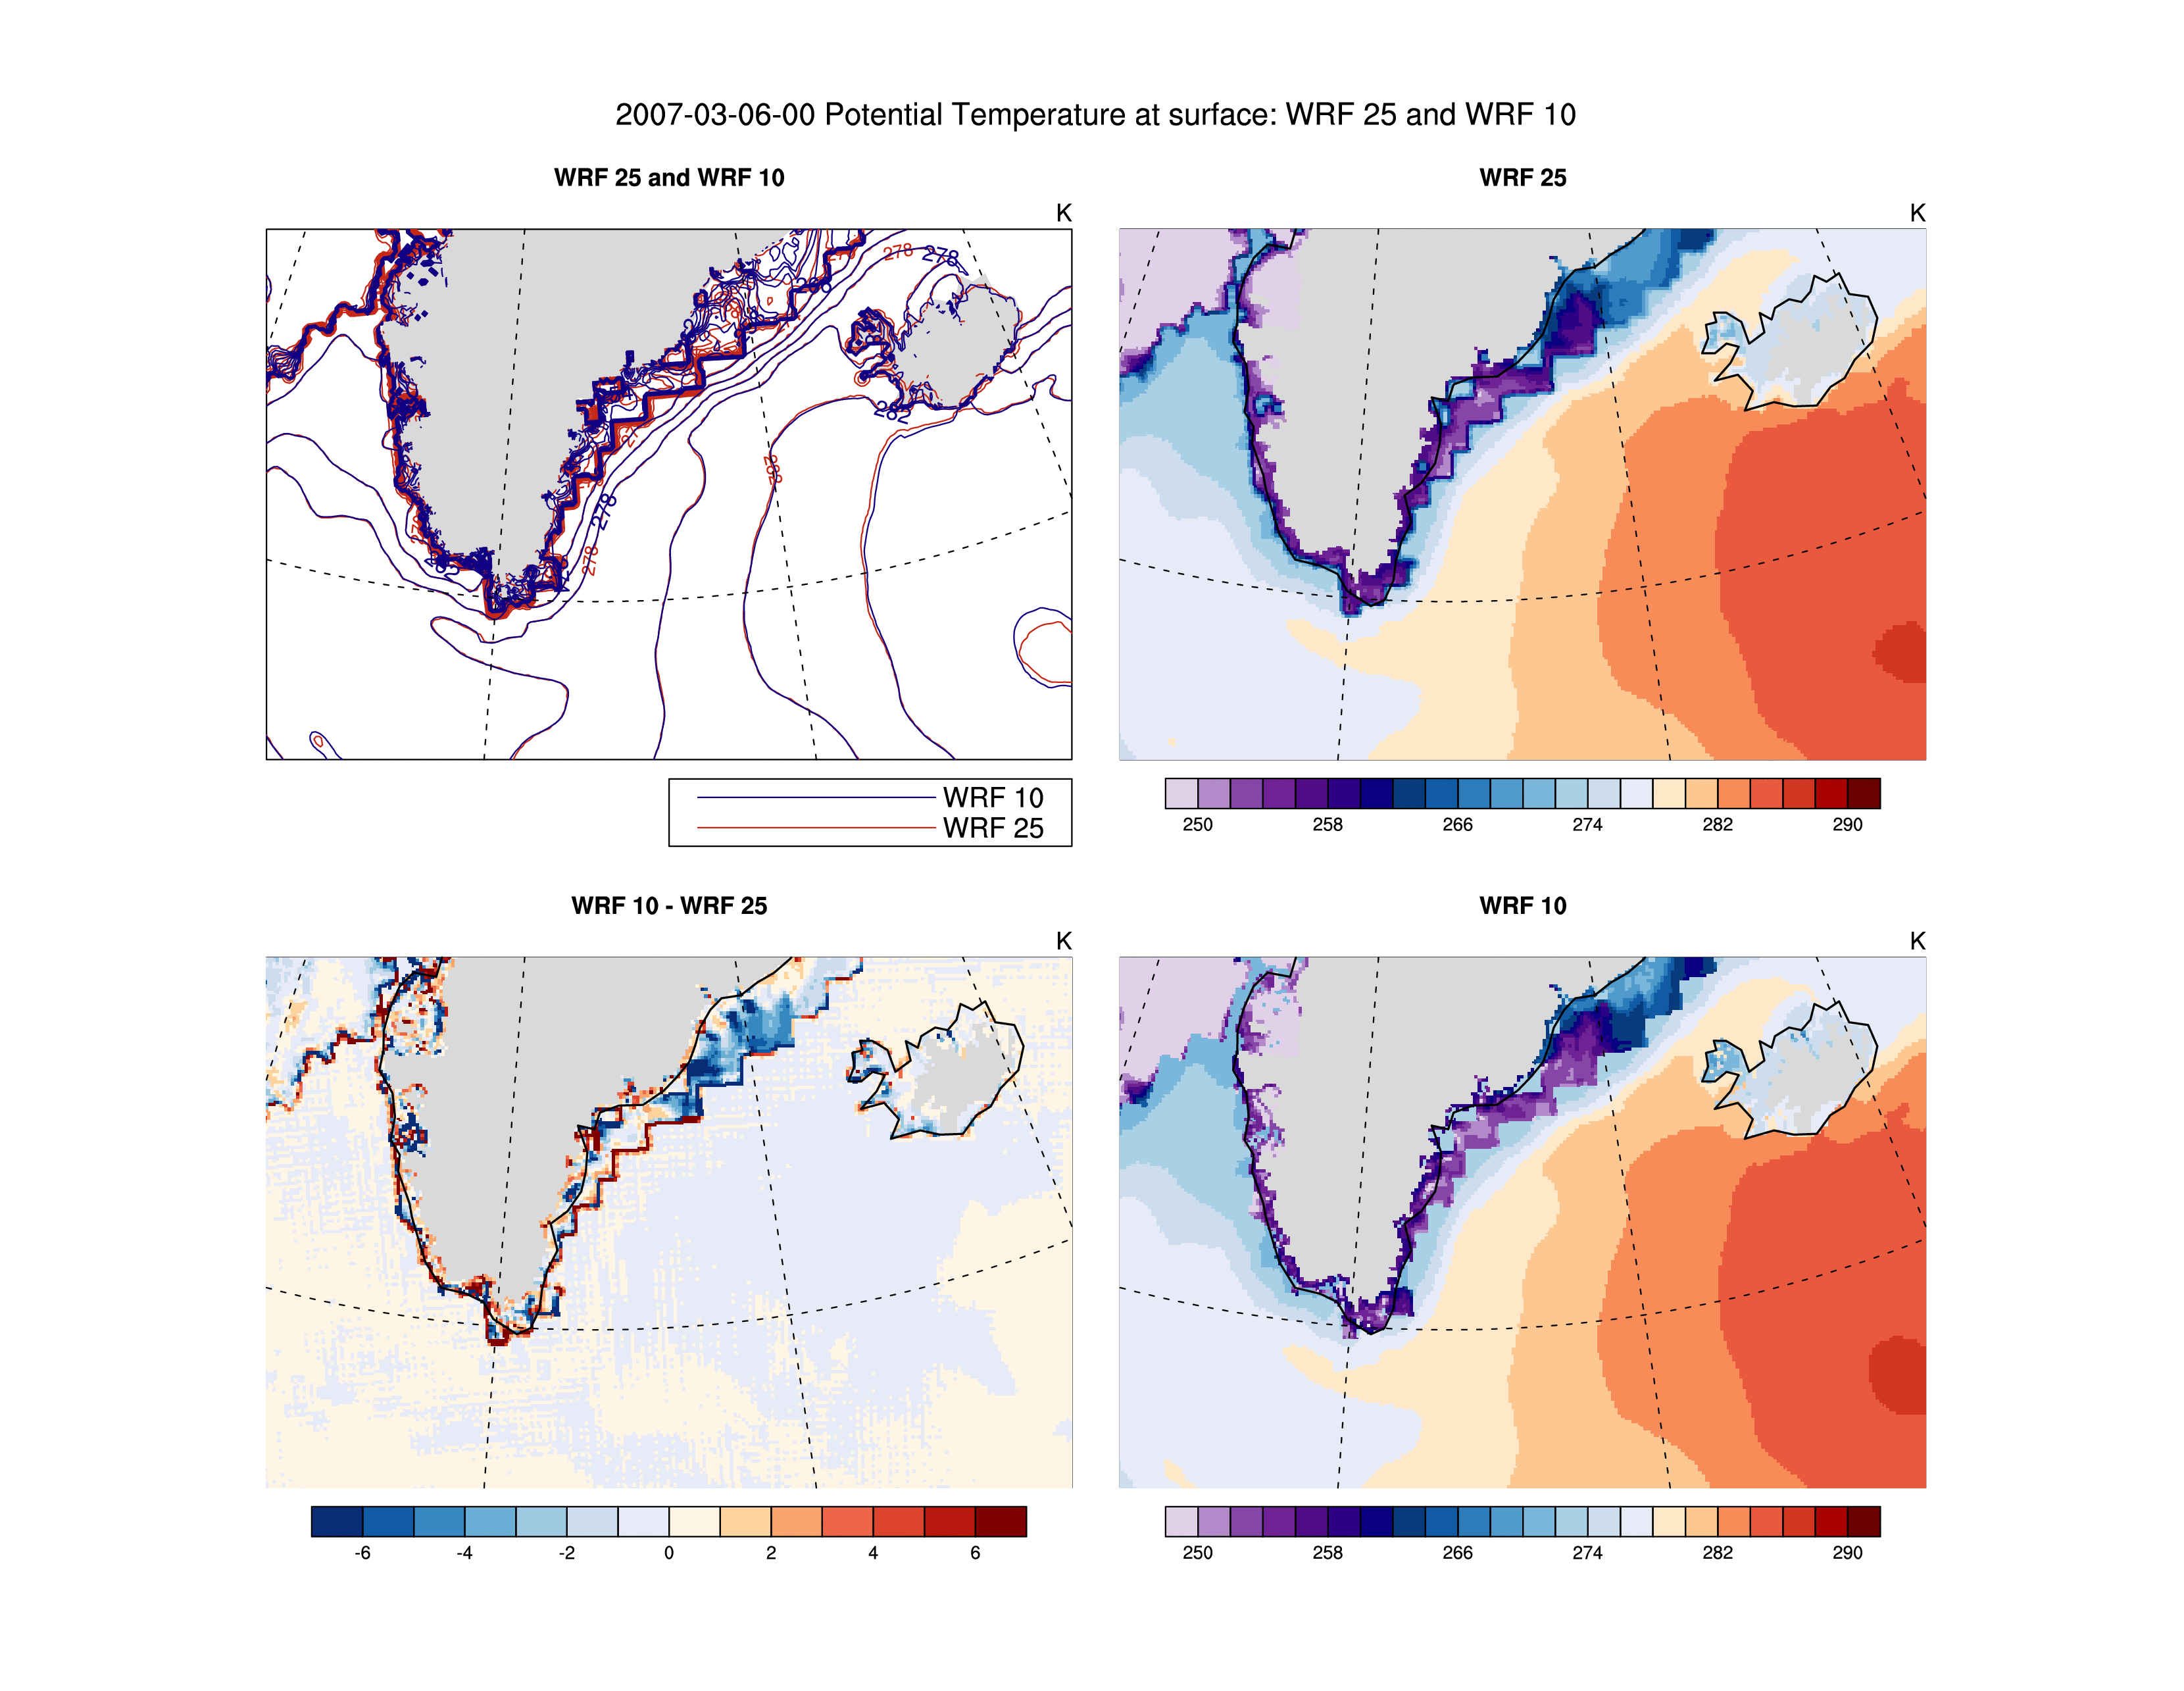 2007-03-06-00 Potential Temperature at surface: WRF 25 and WRF 10
WRF 25 and WRF 10
K
278
278
282
282
278
278
WRF 10
WRF 25
WRF 25
K
250 258 266 274 282 290
WRF 10 - WRF 25
K
-6 -4 -2 0 2 4 6
WRF 10
K
250 258 266 274 282 290